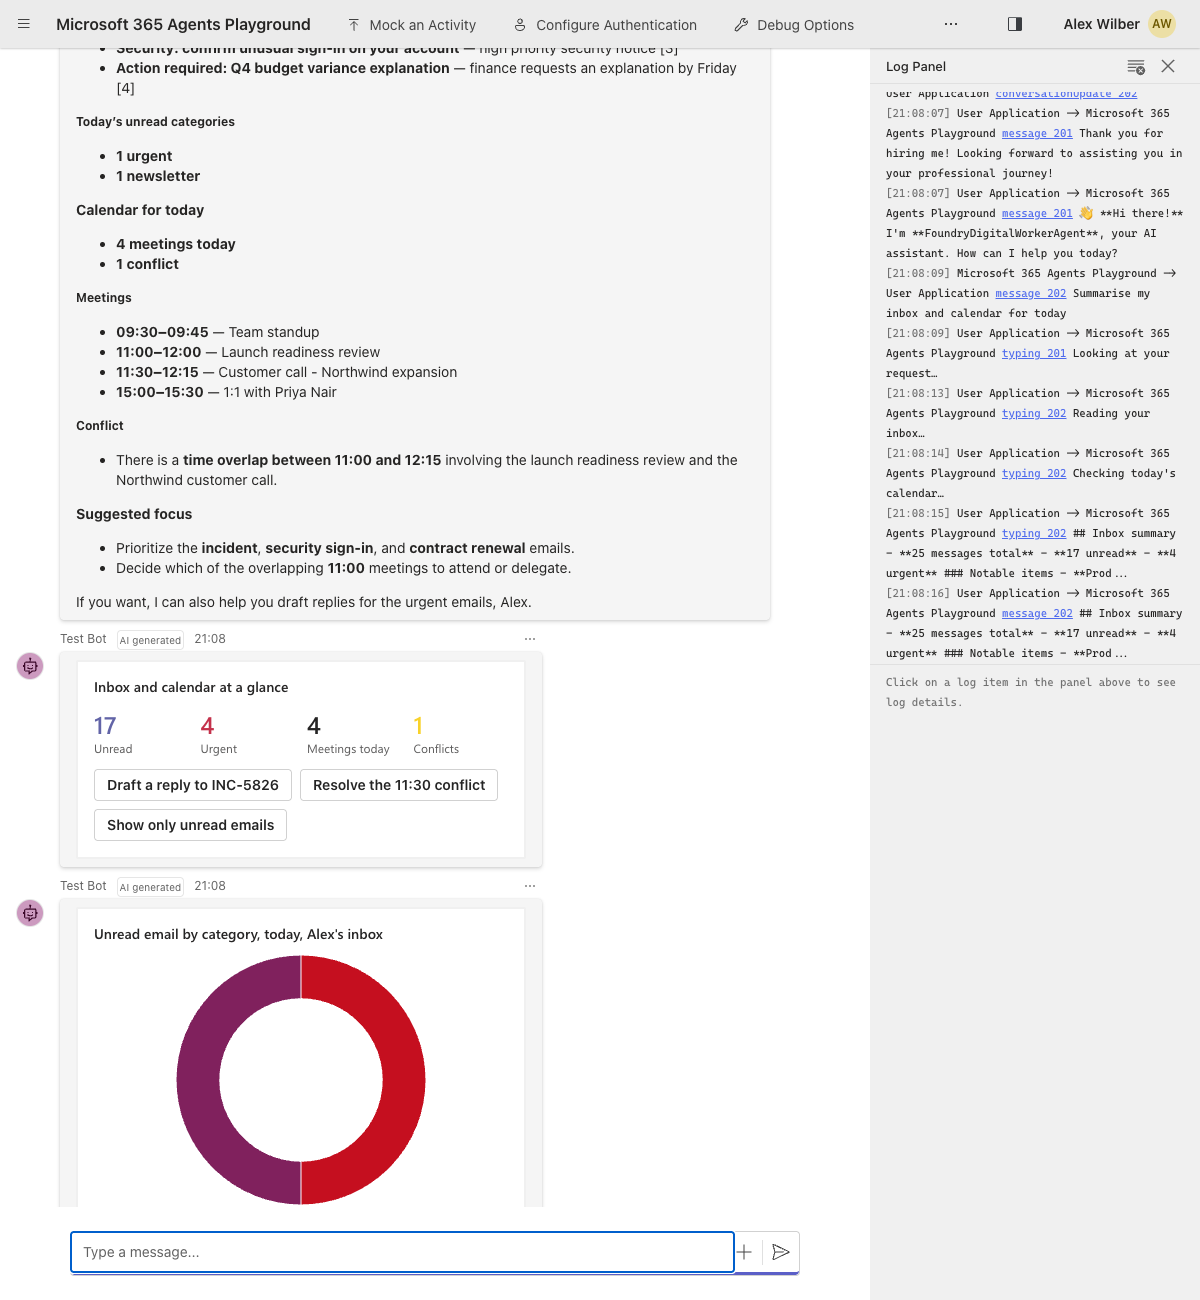 Microsoft 365 Agents Playground
Mock an Activity
Configure Authentication
Debug Options
...
Alex Wilber
AW
Security: confirm unusual sign-in on your account — high priority security notice [3]
Action required: Q4 budget variance explanation — finance requests an explanation by Friday
[4]
Today's unread categories
1 urgent
1 newsletter
Calendar for today
4 meetings today
1 conflict
Meetings
09:30–09:45 — Team standup
11:00–12:00 — Launch readiness review
11:30–12:15 — Customer call - Northwind expansion
15:00–15:30 — 1:1 with Priya Nair
Conflict
There is a time overlap between 11:00 and 12:15 involving the launch readiness review and the
Northwind customer call.
Suggested focus
Prioritize the incident, security sign-in, and contract renewal emails.
Decide which of the overlapping 11:00 meetings to attend or delegate.
If you want, I can also help you draft replies for the urgent emails, Alex.
Test Bot AI generated 21:08 ...
Inbox and calendar at a glance
17 4 4 1
Unread Urgent Meetings today Conflicts
Draft a reply to INC-5826
Resolve the 11:30 conflict
Show only unread emails
Test Bot AI generated 21:08 ...
Unread email by category, today, Alex's inbox
Type a message...
Log Panel
User Application conversationUpdate 202
[21:08:07] User Application → Microsoft 365
Agents Playground message 201 Thank you for
hiring me! Looking forward to assisting you in
your professional journey!
[21:08:07] User Application → Microsoft 365
Agents Playground message 201 👋 **Hi there!**
I'm **FoundryDigitalWorkerAgent**, your AI
assistant. How can I help you today?
[21:08:09] Microsoft 365 Agents Playground →
User Application message 202 Summarise my
inbox and calendar for today
[21:08:09] User Application → Microsoft 365
Agents Playground typing 201 Looking at your
request…
[21:08:13] User Application → Microsoft 365
Agents Playground typing 202 Reading your
inbox…
[21:08:14] User Application → Microsoft 365
Agents Playground typing 202 Checking today's
calendar…
[21:08:15] User Application → Microsoft 365
Agents Playground typing 202 ## Inbox summary
- **25 messages total** - **17 unread** - **4
urgent** ### Notable items - **Prod...
[21:08:16] User Application → Microsoft 365
Agents Playground message 202 ## Inbox summary
- **25 messages total** - **17 unread** - **4
urgent** ### Notable items - **Prod...
Click on a log item in the panel above to see
log details.